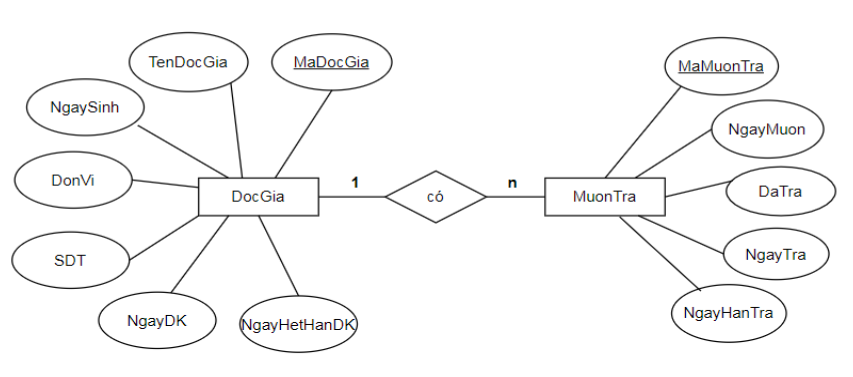 TenDocGia
MaDocGia
MaMuonTra
NgaySinh
NgayMuon
DonVi
1
n
DocGia
có
MuonTra
DaTra
SDT
NgayTra
NgayDK
NgayHetHanDK
NgayHanTra